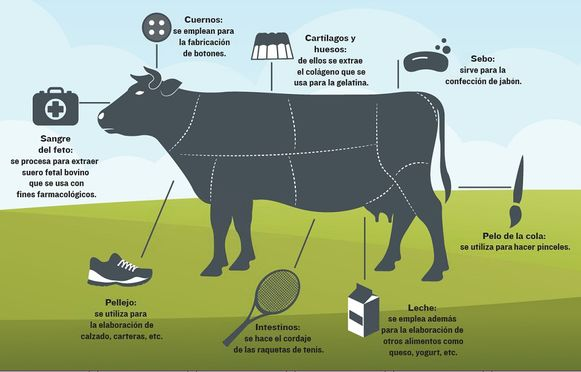 Cuernos:
se emplean para
la fabricación
de botones.
Cartílagos y
huesos:
de ellos se extrae
el colágeno que se
usa para la gelatina.
Sebo:
sirve para la
confección de jabón.
Sangre
del feto:
se procesa para extraer
suero fetal bovino
que se usa con
fines farmacológicos.
Pelo de la cola:
se utiliza para hacer pinceles.
Pellejo:
se utiliza para
la elaboración de
calzado, carteras, etc.
Intestinos:
se hace el cordaje
de las raquetas de tenis.
Leche:
se emplea además
para la elaboración de
otros alimentos como
queso, yogurt, etc.